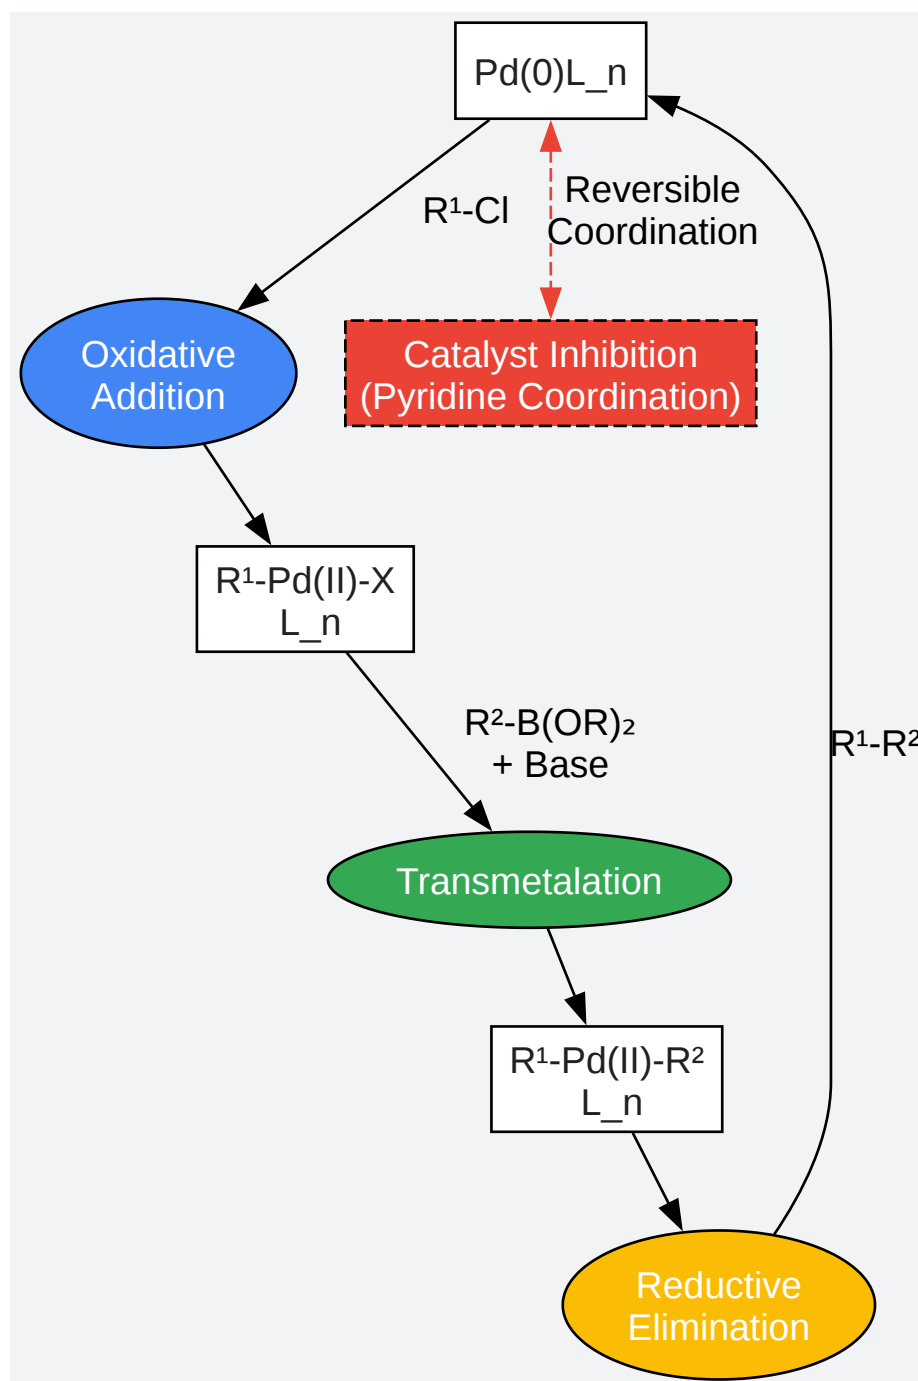 Pd(0)L_n
R¹-Cl
Reversible
Coordination
Oxidative
Addition
Catalyst Inhibition
(Pyridine Coordination)
R¹-Pd(II)-X
L_n
R²-B(OR)₂
+ Base
R¹-R²
Transmetalation
R¹-Pd(II)-R²
L_n
Reductive
Elimination